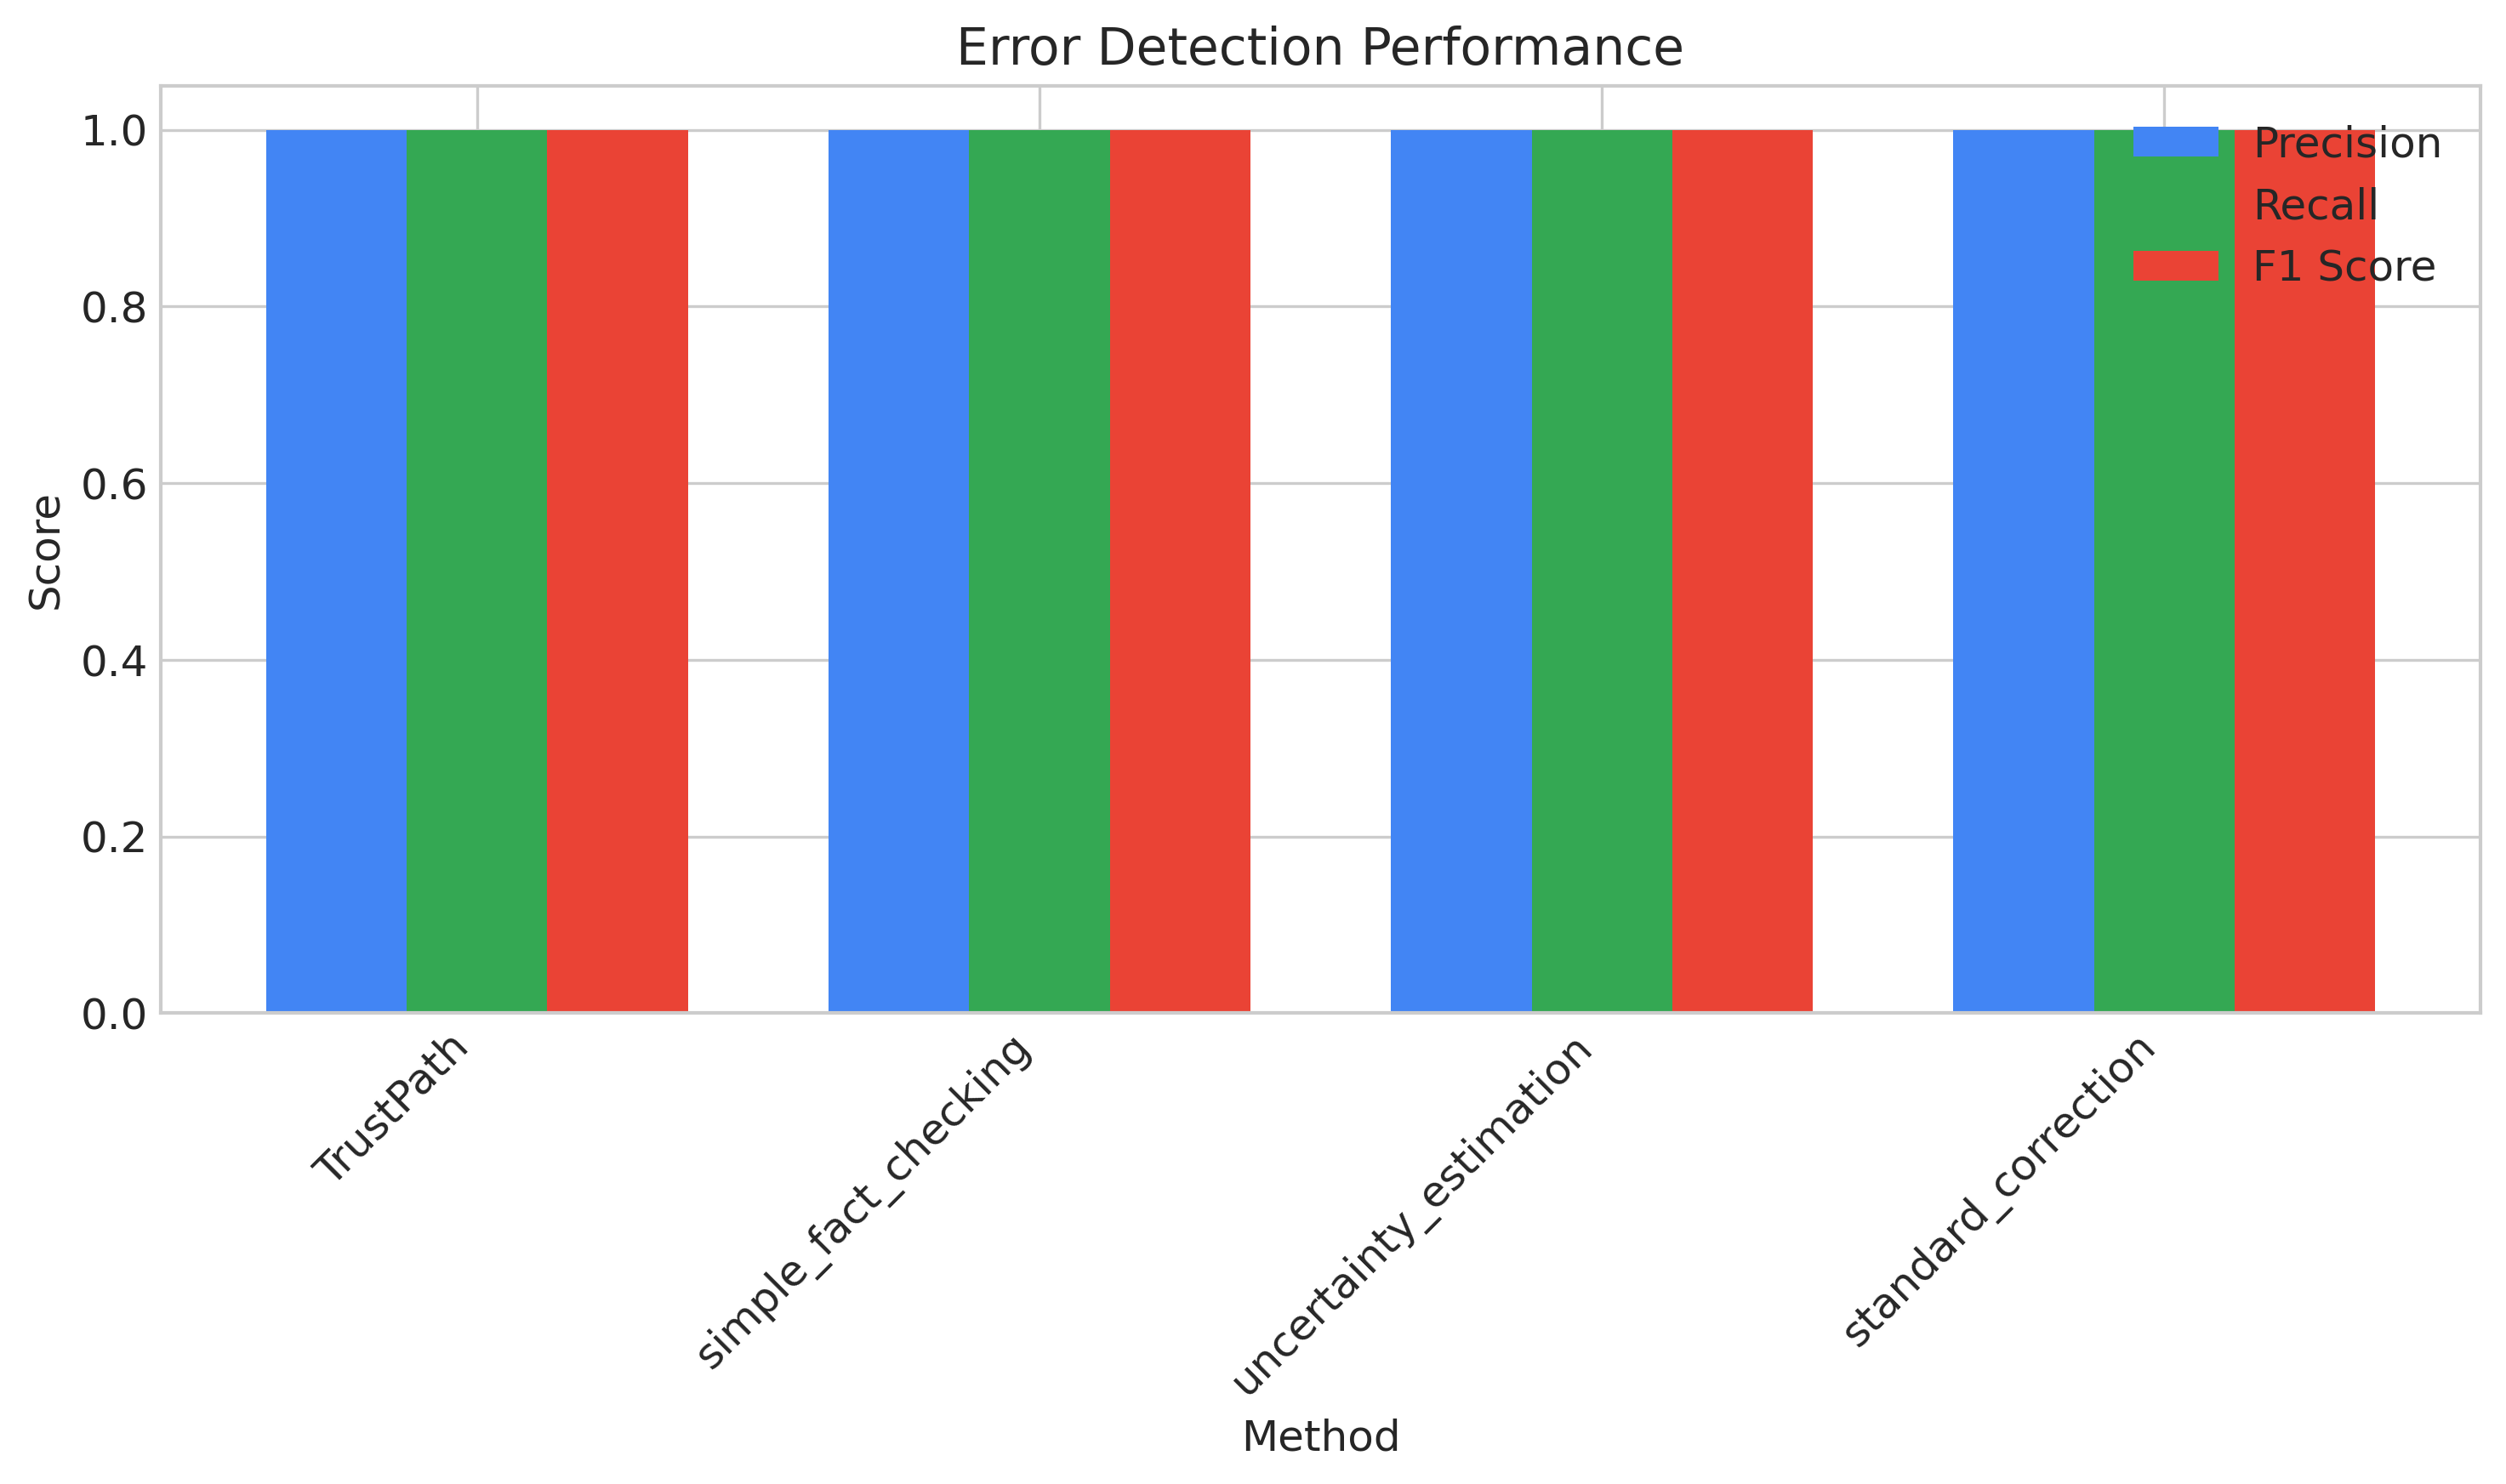 Error Detection Performance
1.0
0.8
0.6
0.4
0.2
0.0
Score
Precision
Recall
F1 Score
TrustPath
simple_fact_checking
uncertainty_estimation
standard_correction
Method